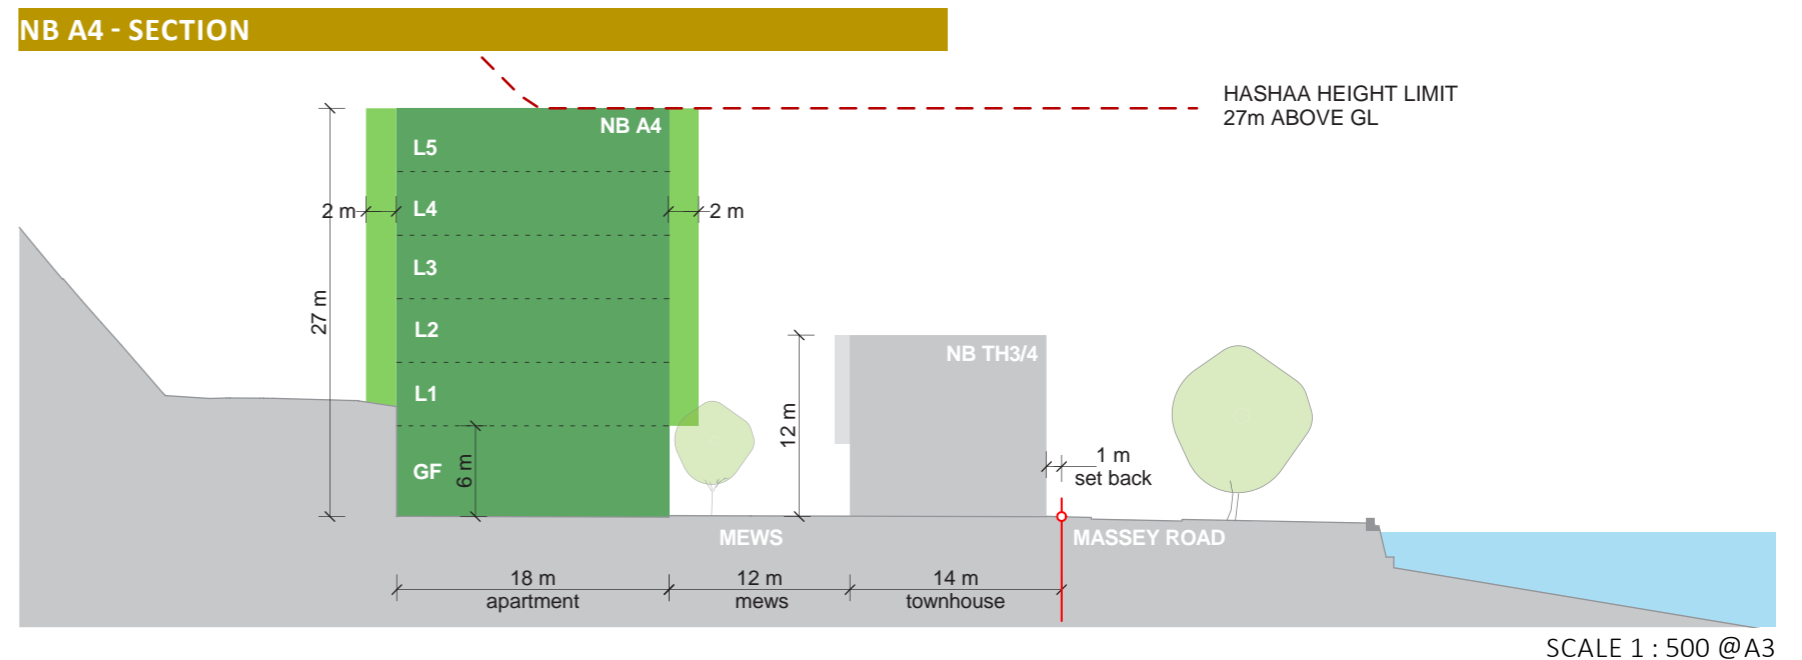 NB A4 - SECTION
HASHAA HEIGHT LIMIT
27m ABOVE GL
NB A4
L5
L4
L3
L2
L1
GF
2 m
2 m
27 m
6 m
12 m
NB TH3/4
1 m
set back
MEWS
MASSEY ROAD
18 m
apartment
12 m
mews
14 m
townhouse
SCALE 1 : 500 @A3